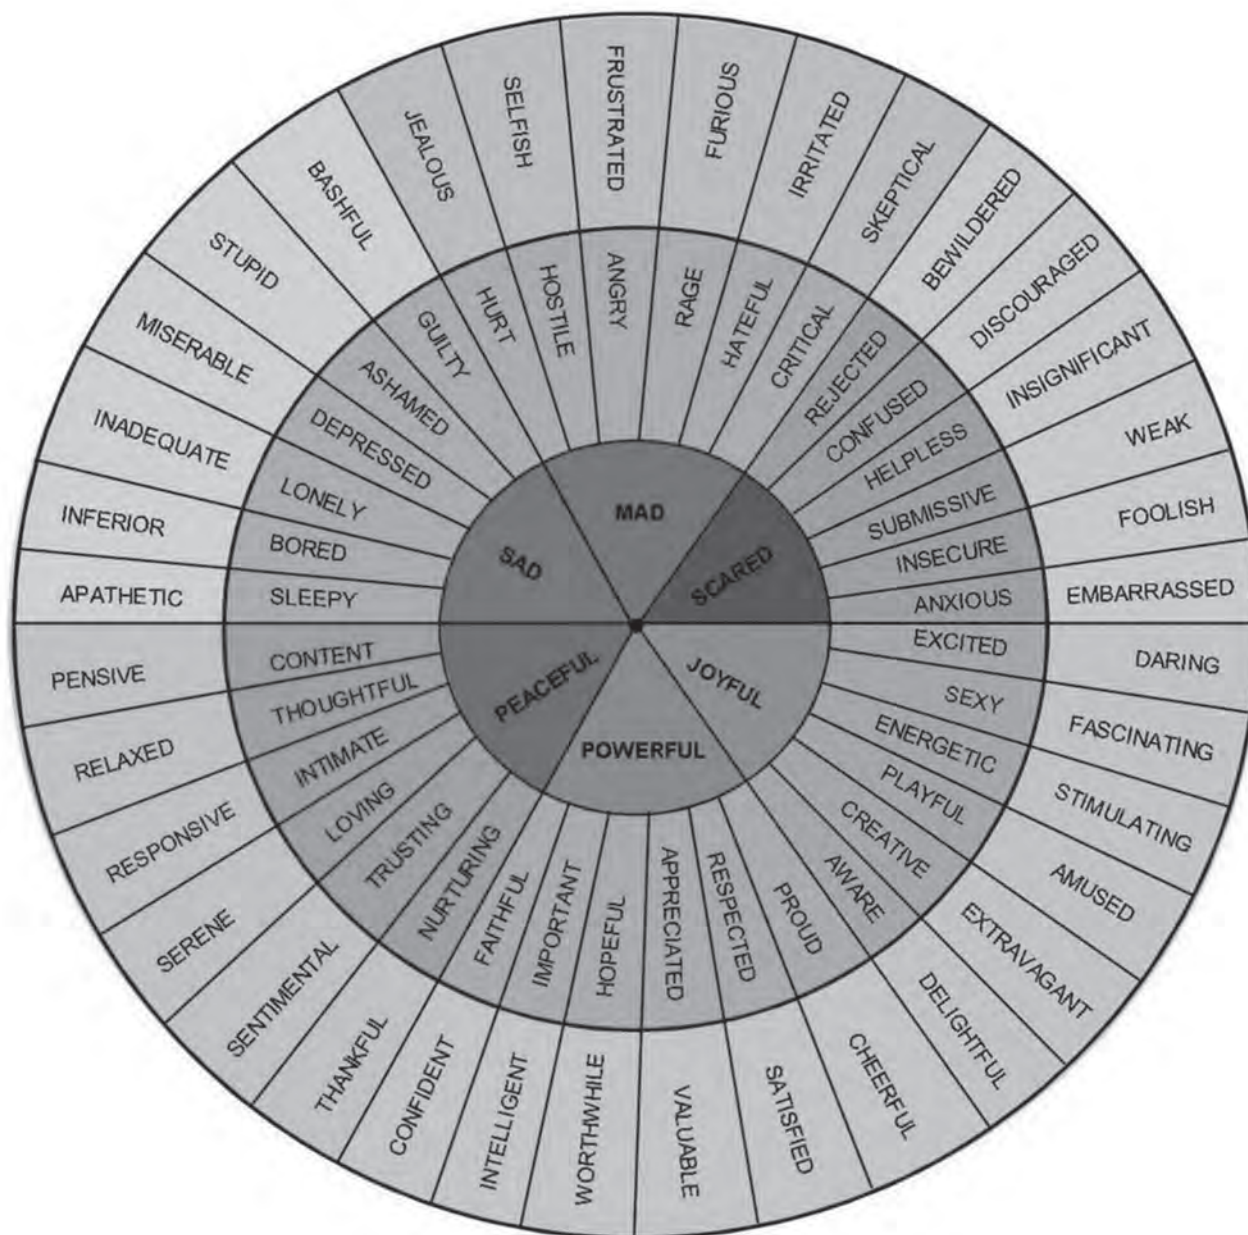 MAD
SCARED
JOYFUL
POWERFUL
PEACEFUL
SAD
HURT
HOSTILE
ANGRY
RAGE
HATEFUL
CRITICAL
REJECTED
CONFUSED
HELPLESS
SUBMISSIVE
INSECURE
ANXIOUS
EXCITED
SEXY
ENERGETIC
PLAYFUL
CREATIVE
AWARE
PROUD
RESPECTED
APPRECIATED
HOPEFUL
IMPORTANT
FAITHFUL
NURTURING
TRUSTING
LOVING
INTIMATE
THOUGHTFUL
CONTENT
SLEEPY
BORED
LONELY
DEPRESSED
ASHAMED
GUILTY
JEALOUS
SELFISH
FRUSTRATED
FURIOUS
IRRITATED
SKEPTICAL
BEWILDERED
DISCOURAGED
INSIGNIFICANT
WEAK
FOOLISH
EMBARRASSED
DARING
FASCINATING
STIMULATING
AMUSED
EXTRAVAGANT
DELIGHTFUL
CHEERFUL
SATISFIED
VALUABLE
WORTHWHILE
INTELLIGENT
CONFIDENT
THANKFUL
SENTIMENTAL
SERENE
RESPONSIVE
RELAXED
PENSIVE
APATHETIC
INFERIOR
INADEQUATE
MISERABLE
STUPID
BASHFUL